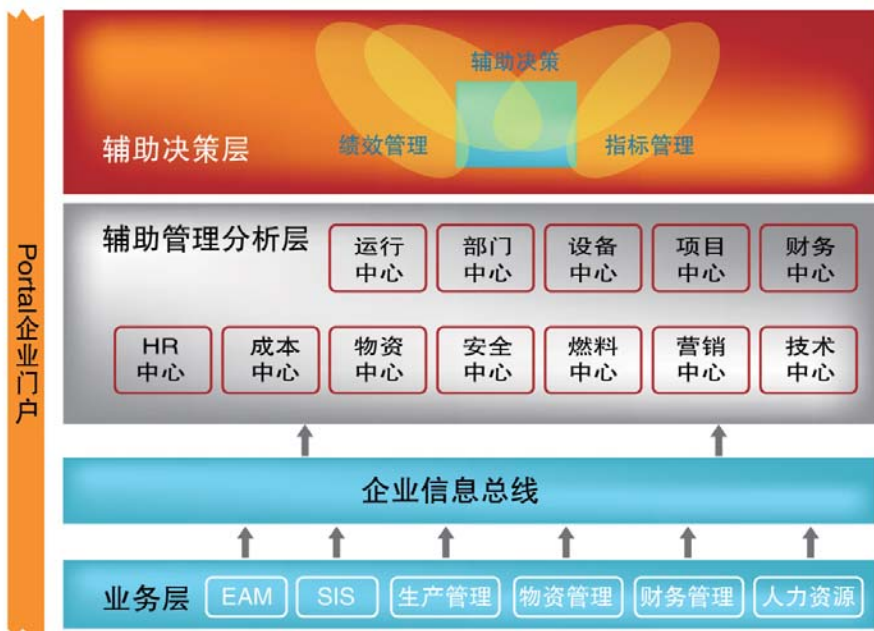 Portal企业门户
辅助决策
绩效管理
指标管理
辅助决策层
辅助管理分析层
运行
中心
部门
中心
设备
中心
项目
中心
财务
中心
HR
中心
成本
中心
物资
中心
安全
中心
燃料
中心
营销
中心
技术
中心
企业信息总线
业务层
EAM
SIS
生产管理
物资管理
财务管理
人力资源